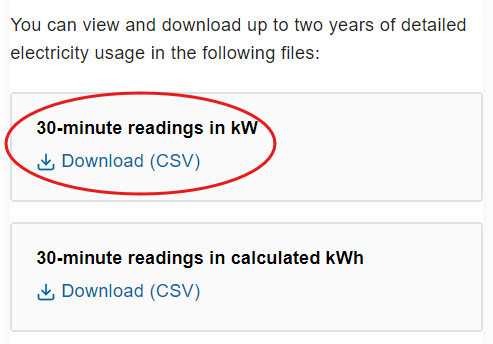 You can view and download up to two years of detailed
electricity usage in the following files:
30-minute readings in kW
Download (CSV)
30-minute readings in calculated kWh
Download (CSV)